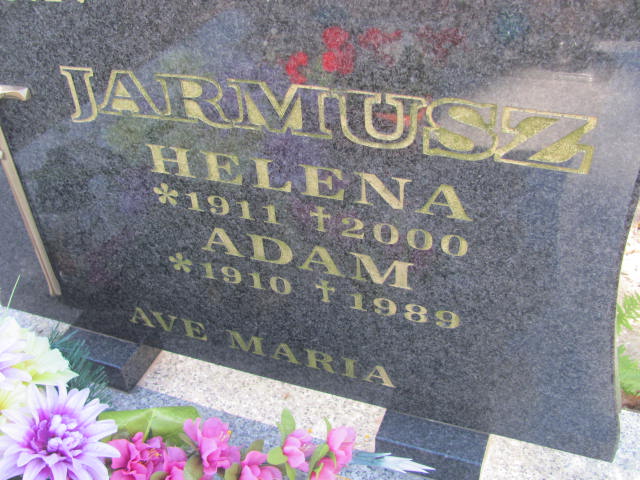 JARMUSZ
HELENA
*1911 †2000
ADAM
*1910 †1989
AVE MARIA